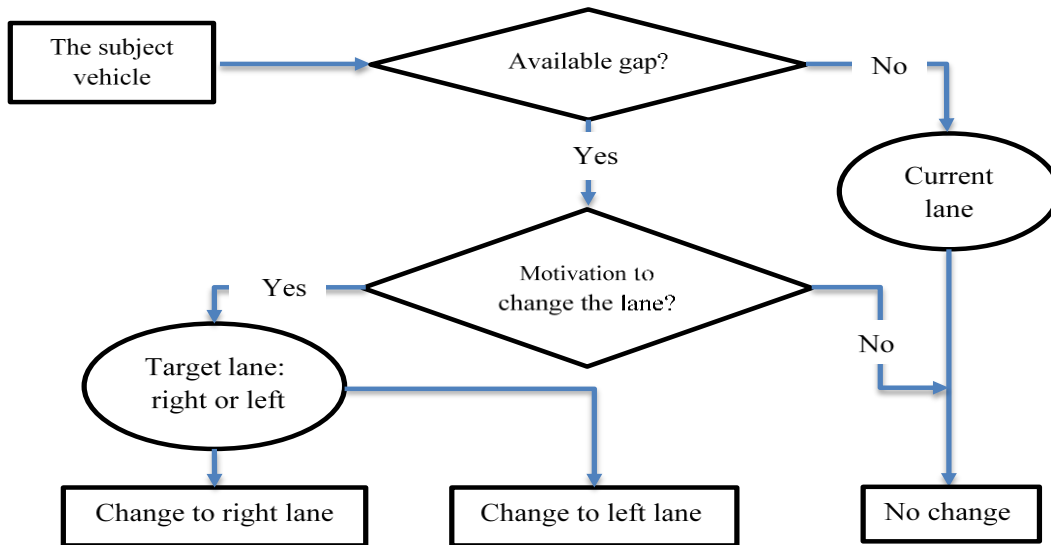 The subject
vehicle
Available gap?
No
Yes
Current
lane
Motivation to
change the lane?
Yes
No
Target lane:
right or left
Change to right lane
Change to left lane
No change